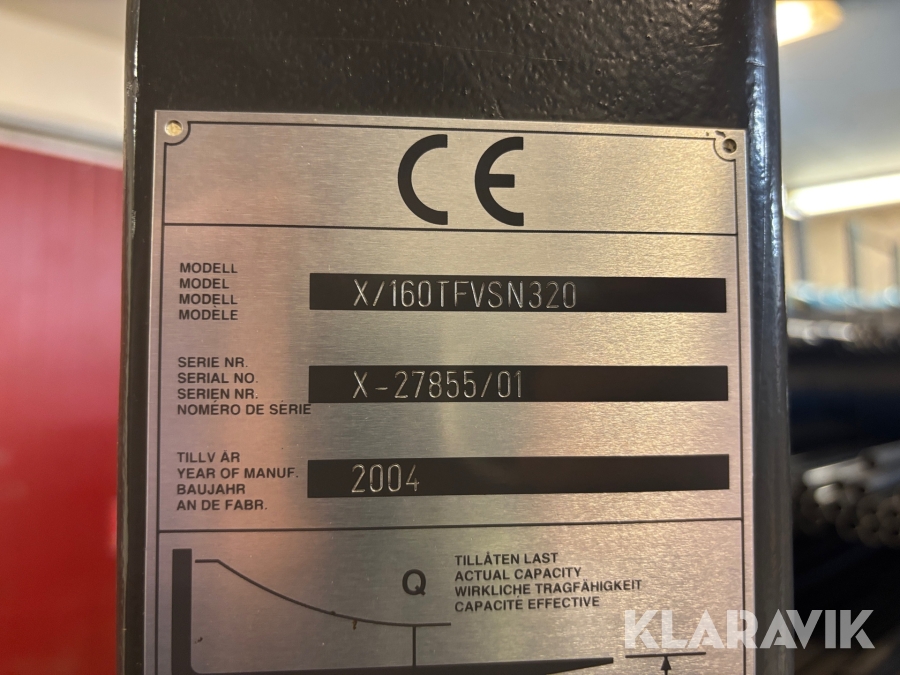 CE
MODELL
MODEL
MODELL
MODÈLE
X/160TFVSN320
SERIE NR.
SERIAL NO.
SERIEN NR.
NOMÉRO DE SÈRIE
X-27855/01
TILLV ÅR
YEAR OF MANUF.
BAUJAHR
AN DE FABR.
2004
Q
TILLÅTEN LAST
ACTUAL CAPACITY
WIRKLICHE TRAGFÄHIGKEIT
CAPACITÉ EFFECTIVE
KLARAVIK